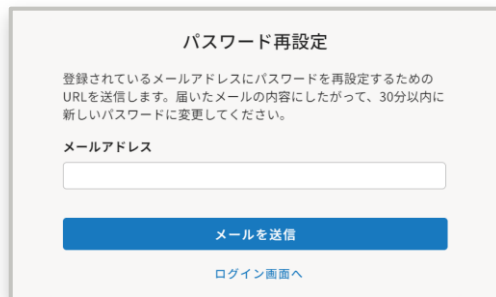 パスワード再設定
登録されているメールアドレスにパスワードを再設定するための
URLを送信します。届いたメールの内容にしたがって、30分以内に
新しいパスワードに変更してください。
メールアドレス
メールを送信
ログイン画面へ